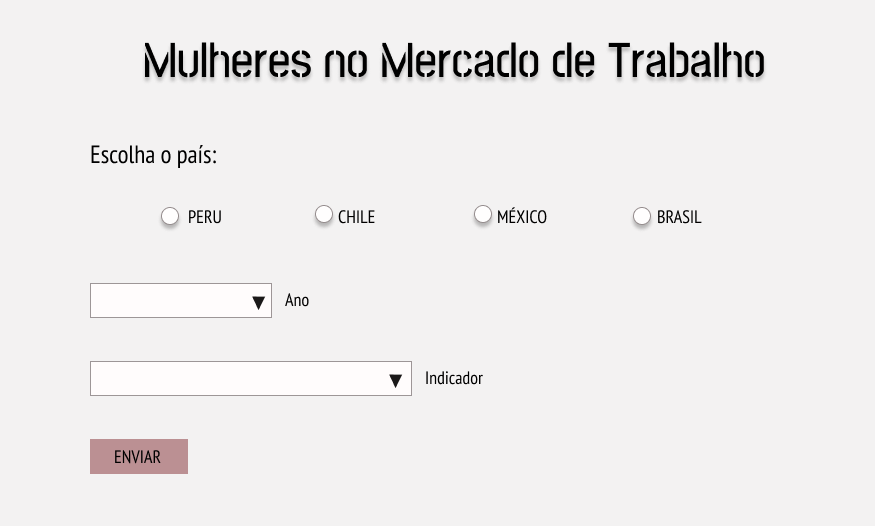 Mulheres no Mercado de Trabalho
Escolha o país:
PERU CHILE MÉXICO BRASIL
Ano
Indicador
ENVIAR